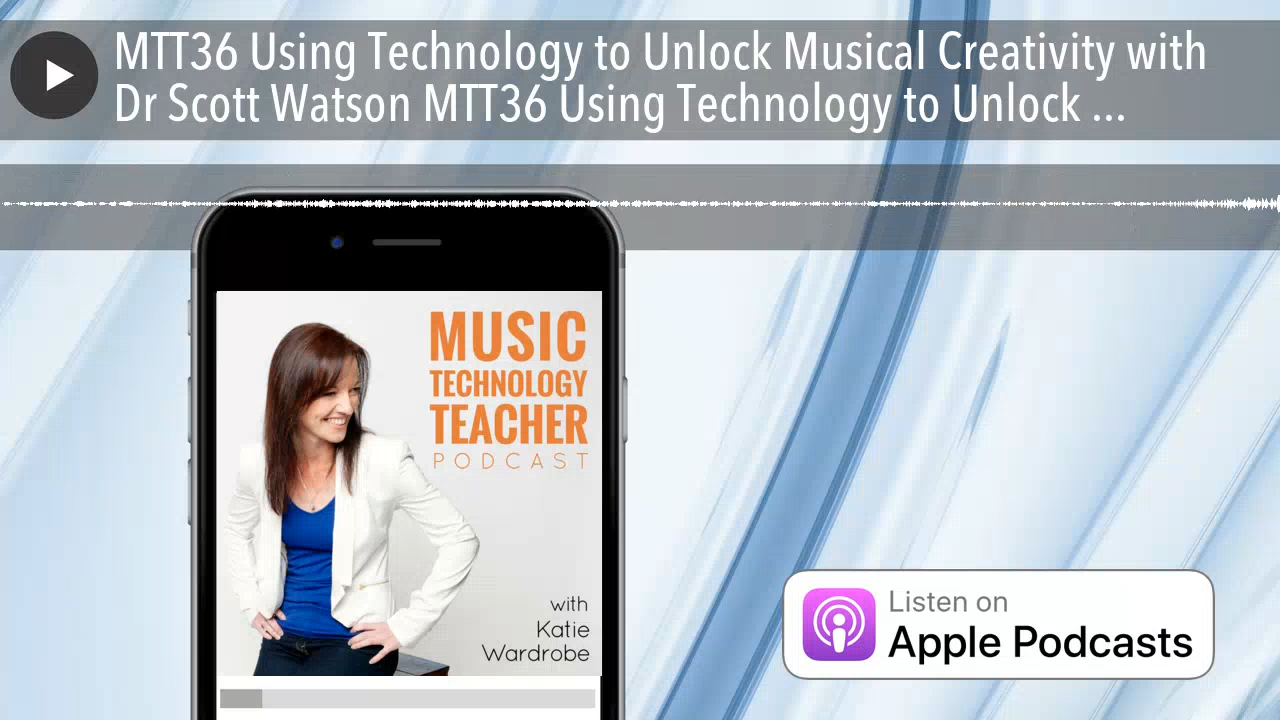 MTT36 Using Technology to Unlock Musical Creativity with
Dr Scott Watson MTT36 Using Technology to Unlock ...
MUSIC
TECHNOLOGY
TEACHER
PODCAST
with
Katie
Wardrobe
Listen on
Apple Podcasts